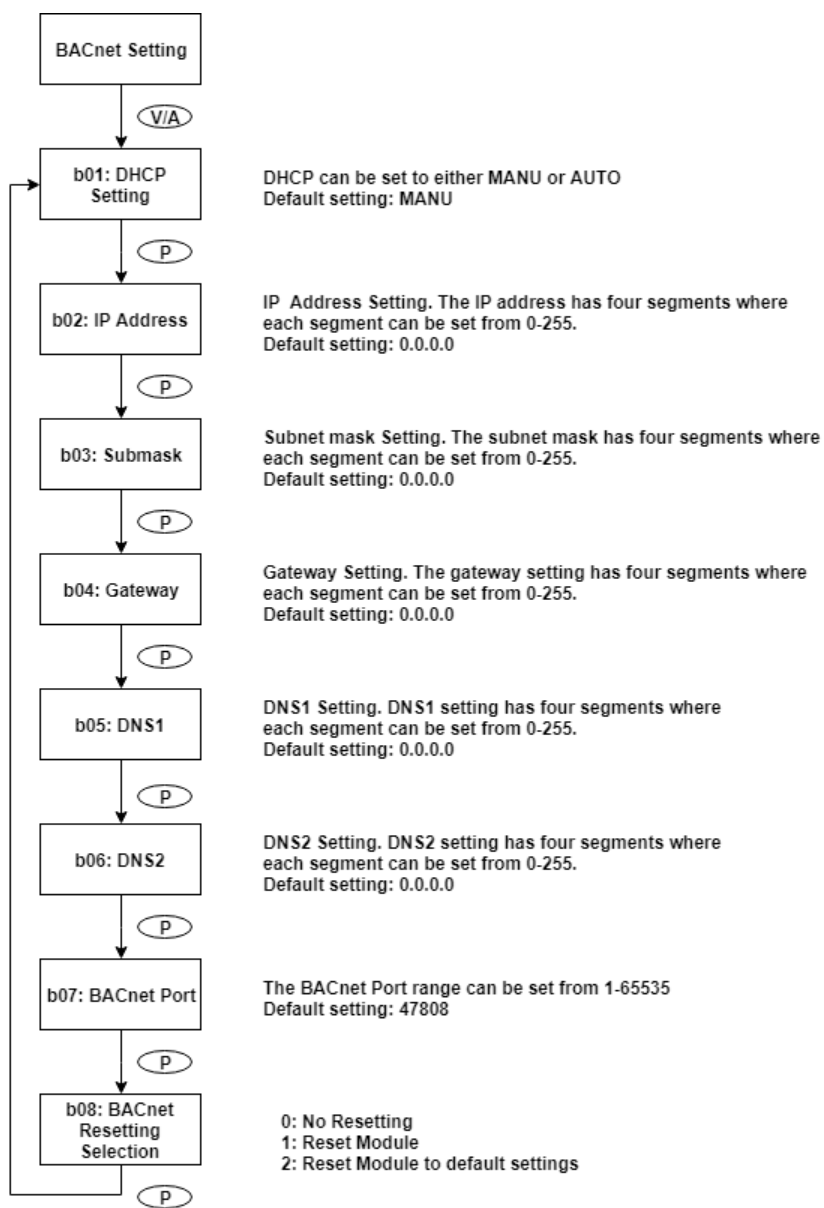 BACnet Setting
V/A
b01: DHCP
Setting
DHCP can be set to either MANU or AUTO
Default setting: MANU
P
b02: IP Address
IP Address Setting. The IP address has four segments where
each segment can be set from 0-255.
Default setting: 0.0.0.0
P
b03: Submask
Subnet mask Setting. The subnet mask has four segments where
each segment can be set from 0-255.
Default setting: 0.0.0.0
P
b04: Gateway
Gateway Setting. The gateway setting has four segments where
each segment can be set from 0-255.
Default setting: 0.0.0.0
P
b05: DNS1
DNS1 Setting. DNS1 setting has four segments where
each segment can be set from 0-255.
Default setting: 0.0.0.0
P
b06: DNS2
DNS2 Setting. DNS2 setting has four segments where
each segment can be set from 0-255.
Default setting: 0.0.0.0
P
b07: BACnet Port
The BACnet Port range can be set from 1-65535
Default setting: 47808
P
b08: BACnet
Resetting
Selection
0: No Resetting
1: Reset Module
2: Reset Module to default settings
P